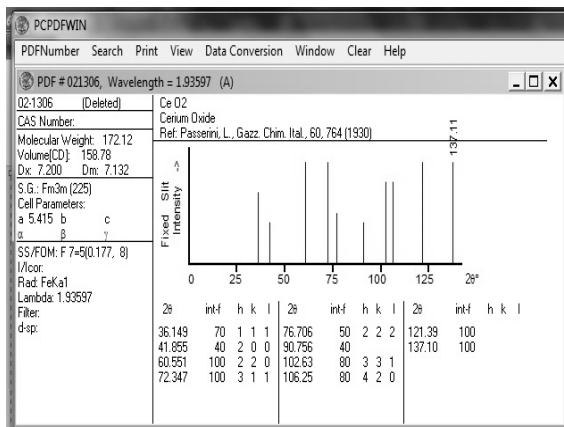 PCPDFWIN
PDFNumber Search Print View Data Conversion Window Clear Help
PDF # 021306, Wavelength = 1.93597 (A)
02-1306 (Deleted)
CAS Number:
Molecular Weight: 172.12
Volume[CD]: 158.78
Dx: 7.200 Dm: 7.132
S.G.: Fm3m (225)
Cell Parameters:
a 5.415 b c
α β γ
SS/FOM: F 7=5(0.177, 8)
I/Icor:
Rad: FeKa1
Lambda: 1.93597
Filter:
d-sp:
Ce O2
Cerium Oxide
Ref: Passerini, L., Gazz. Chim. Ital., 60, 764 (1930)
Fixed Slit
Intensity ->
137.11
0 25 50 75 100 125 2θ°
2θ int-f h k l 2θ int-f h k l 2θ int-f h k l
36.149 70 1 1 1 76.706 50 2 2 2 121.39 100
41.855 40 2 0 0 90.756 40 137.10 100
60.551 100 2 2 0 102.63 80 3 3 1
72.347 100 3 1 1 106.25 80 4 2 0